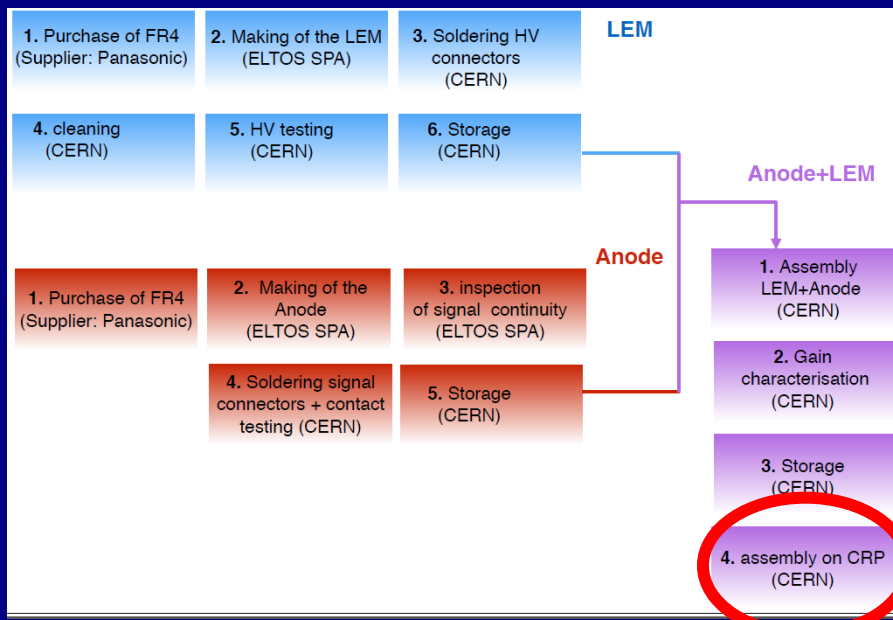 LEM
1. Purchase of FR4
(Supplier: Panasonic)
2. Making of the LEM
(ELTOS SPA)
3. Soldering HV
connectors
(CERN)
4. cleaning
(CERN)
5. HV testing
(CERN)
6. Storage
(CERN)
Anode
1. Purchase of FR4
(Supplier: Panasonic)
2. Making of the
Anode
(ELTOS SPA)
3. inspection
of signal continuity
(ELTOS SPA)
4. Soldering signal
connectors + contact
testing (CERN)
5. Storage
(CERN)
Anode+LEM
1. Assembly
LEM+Anode
(CERN)
2. Gain
characterisation
(CERN)
3. Storage
(CERN)
4. assembly on CRP
(CERN)